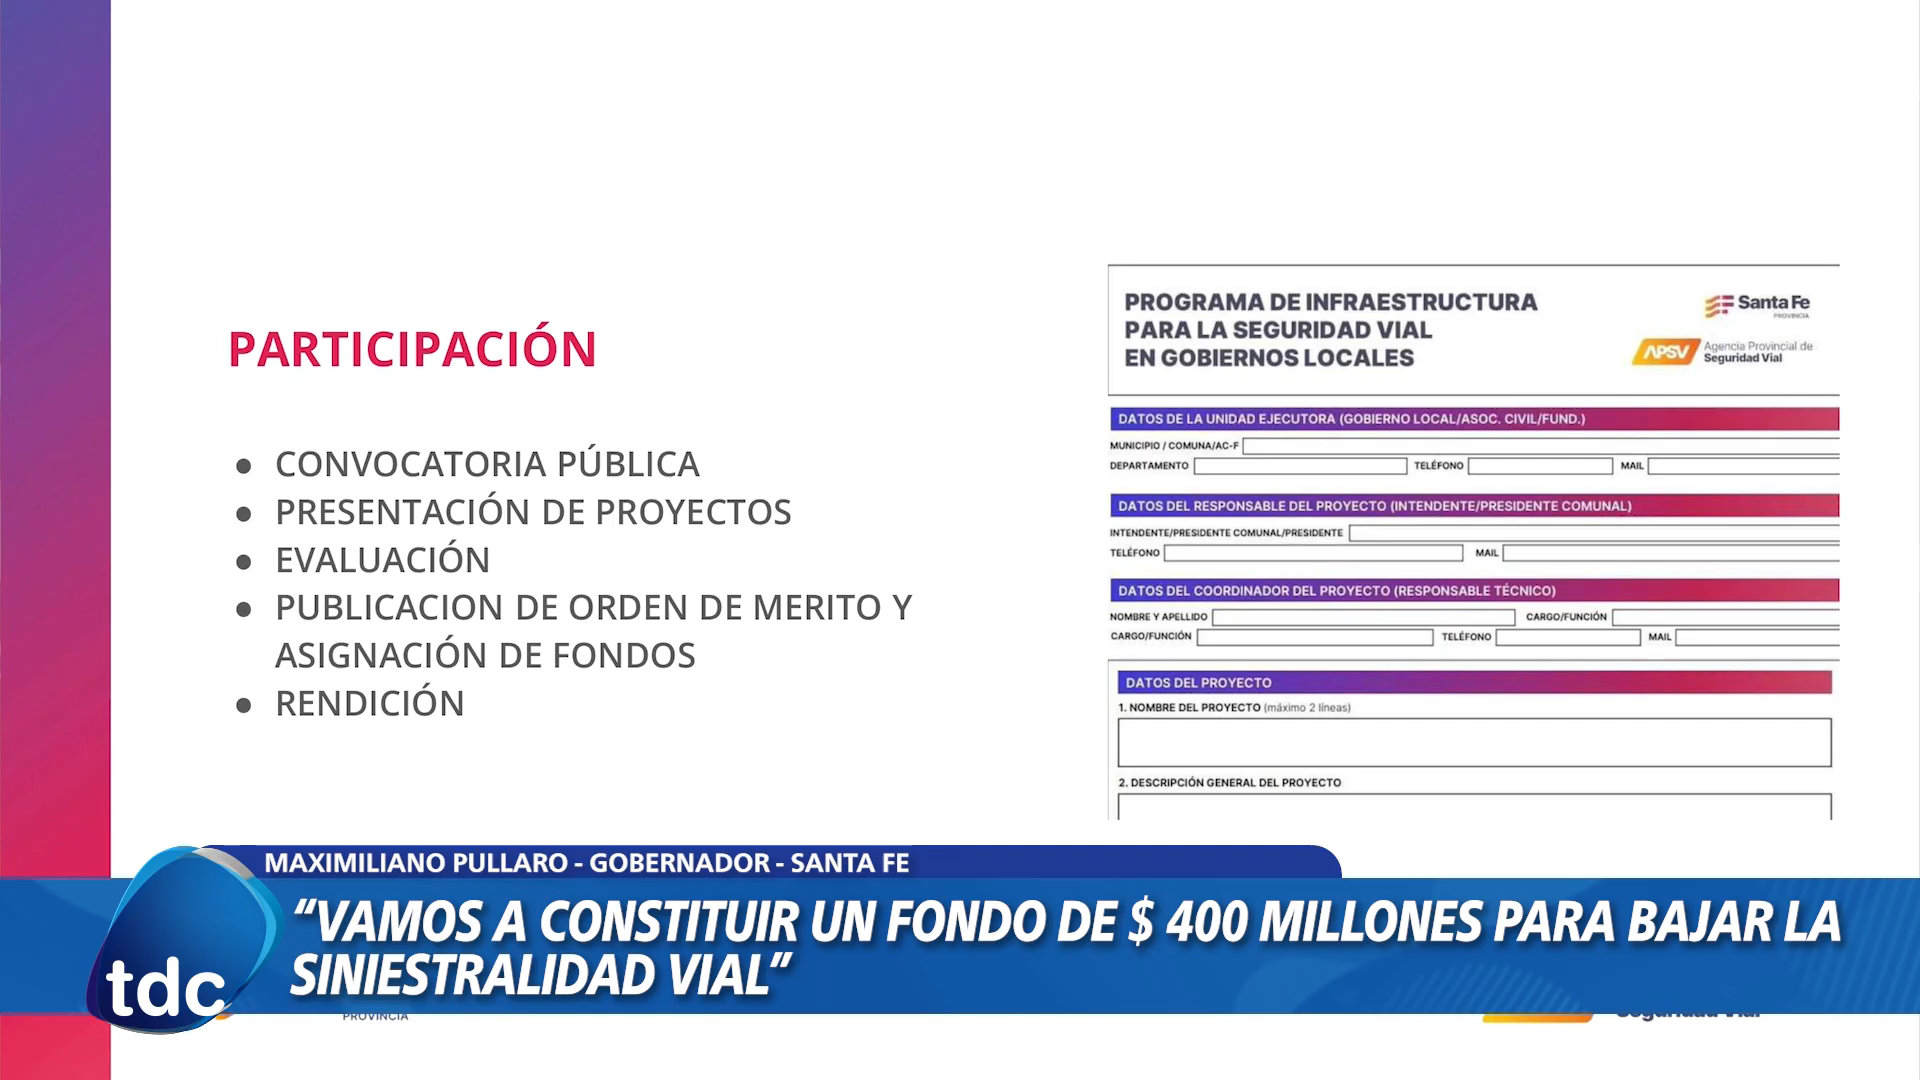 PARTICIPACIÓN
● CONVOCATORIA PÚBLICA
● PRESENTACIÓN DE PROYECTOS
● EVALUACIÓN
● PUBLICACION DE ORDEN DE MERITO Y
ASIGNACIÓN DE FONDOS
● RENDICIÓN
PROGRAMA DE INFRAESTRUCTURA
PARA LA SEGURIDAD VIAL
EN GOBIERNOS LOCALES
Santa Fe
PROVINCIA
APSV Agencia Provincial de
Seguridad Vial
DATOS DE LA UNIDAD EJECUTORA (GOBIERNO LOCAL/ASOC. CIVIL/FUND.)
MUNICIPIO / COMUNA/AC-F
DEPARTAMENTO TELÉFONO MAIL
DATOS DEL RESPONSABLE DEL PROYECTO (INTENDENTE/PRESIDENTE COMUNAL)
INTENDENTE/PRESIDENTE COMUNAL/PRESIDENTE
TELÉFONO MAIL
DATOS DEL COORDINADOR DEL PROYECTO (RESPONSABLE TÉCNICO)
NOMBRE Y APELLIDO CARGO/FUNCIÓN
CARGO/FUNCIÓN TELÉFONO MAIL
DATOS DEL PROYECTO
1. NOMBRE DEL PROYECTO (máximo 2 líneas)
2. DESCRIPCIÓN GENERAL DEL PROYECTO
MAXIMILIANO PULLARO - GOBERNADOR - SANTA FE
“VAMOS A CONSTITUIR UN FONDO DE $ 400 MILLONES PARA BAJAR LA
SINIESTRALIDAD VIAL”
tdc
PROVINCIA
Seguridad Vial